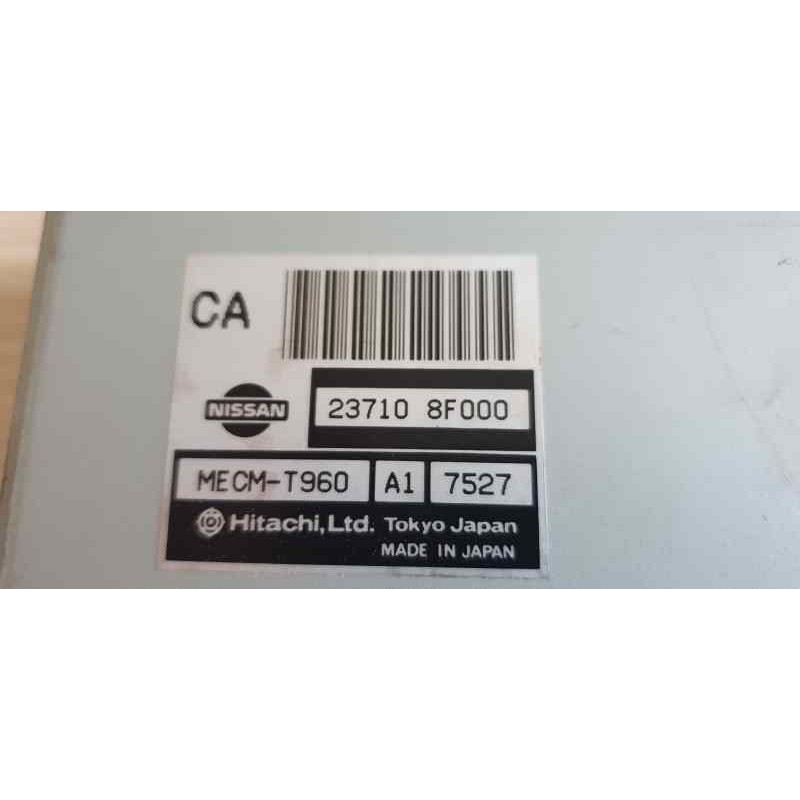 CA
NISSAN
23710 8F000
MECM-T960 A1 7527
Hitachi, Ltd. Tokyo Japan
MADE IN JAPAN